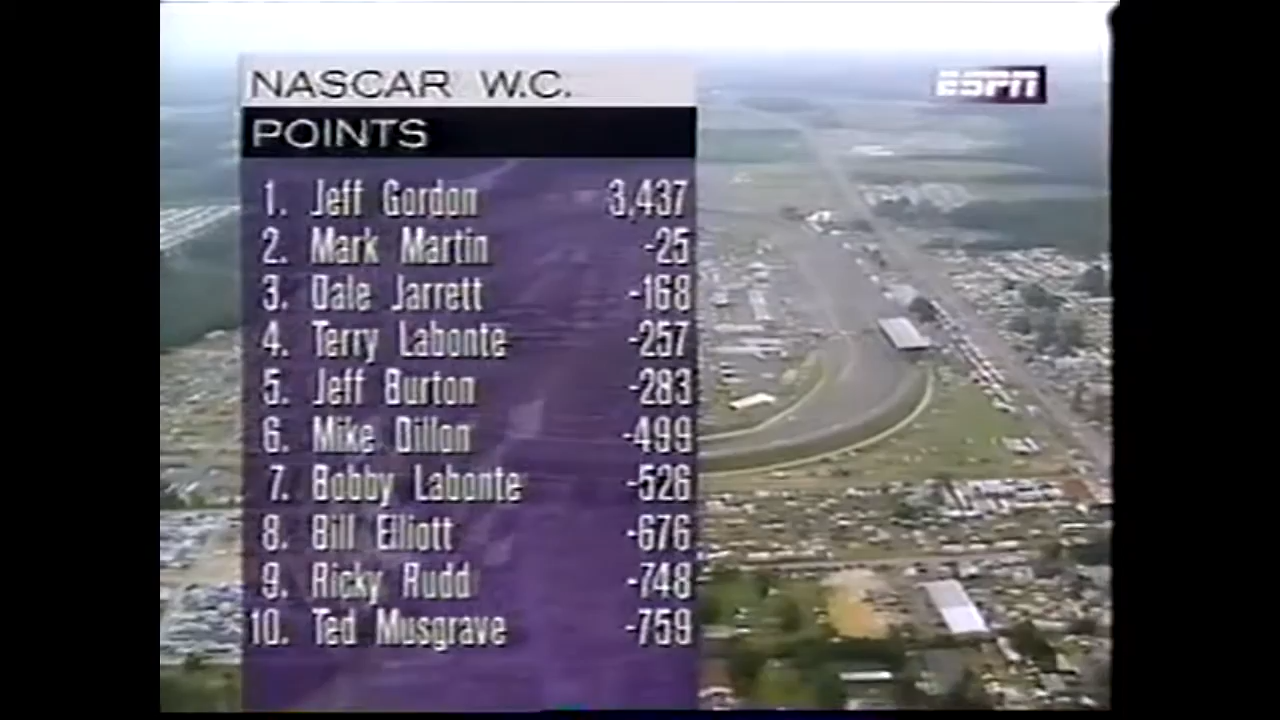 NASCAR W.C.
ESPN
POINTS
1. Jeff Gordon 3,437
2. Mark Martin -25
3. Dale Jarrett -168
4. Terry Labonte -257
5. Jeff Burton -283
6. Mike Dillon -499
7. Bobby Labonte -526
8. Bill Elliott -676
9. Ricky Rudd -748
10. Ted Musgrave -759